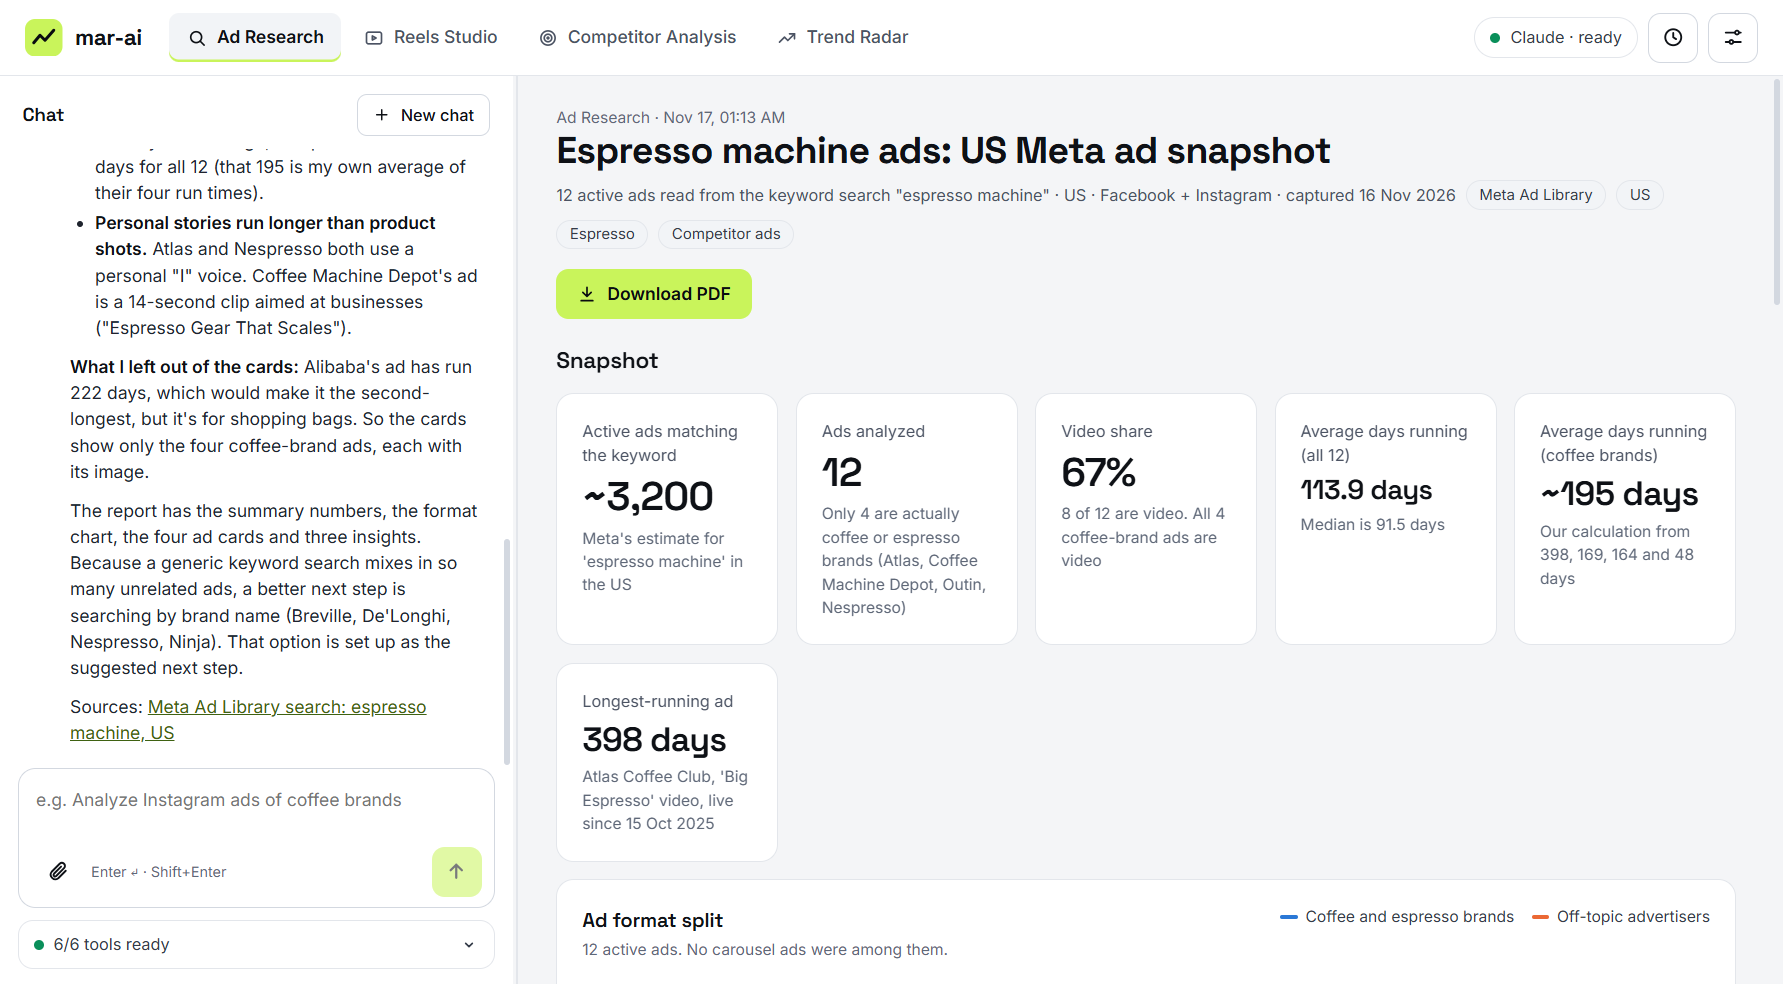 mar-ai
Ad Research
Reels Studio
Competitor Analysis
Trend Radar
Claude · ready
Chat
New chat
days for all 12 (that 195 is my own average of
their four run times).
• Personal stories run longer than product
shots. Atlas and Nespresso both use a
personal "I" voice. Coffee Machine Depot's ad
is a 14-second clip aimed at businesses
("Espresso Gear That Scales").
What I left out of the cards: Alibaba's ad has run
222 days, which would make it the second-
longest, but it's for shopping bags. So the cards
show only the four coffee-brand ads, each with
its image.
The report has the summary numbers, the format
chart, the four ad cards and three insights.
Because a generic keyword search mixes in so
many unrelated ads, a better next step is
searching by brand name (Breville, De'Longhi,
Nespresso, Ninja). That option is set up as the
suggested next step.
Sources: Meta Ad Library search: espresso
machine, US
e.g. Analyze Instagram ads of coffee brands
Enter ↵ · Shift+Enter
6/6 tools ready
Ad Research · Nov 17, 01:13 AM
Espresso machine ads: US Meta ad snapshot
12 active ads read from the keyword search "espresso machine" · US · Facebook + Instagram · captured 16 Nov 2026
Meta Ad Library
US
Espresso
Competitor ads
Download PDF
Snapshot
Active ads matching
the keyword
~3,200
Meta's estimate for
'espresso machine' in
the US
Ads analyzed
12
Only 4 are actually
coffee or espresso
brands (Atlas, Coffee
Machine Depot, Outin,
Nespresso)
Video share
67%
8 of 12 are video. All 4
coffee-brand ads are
video
Average days running
(all 12)
113.9 days
Median is 91.5 days
Average days running
(coffee brands)
~195 days
Our calculation from
398, 169, 164 and 48
days
Longest-running ad
398 days
Atlas Coffee Club, 'Big
Espresso' video, live
since 15 Oct 2025
Ad format split
12 active ads. No carousel ads were among them.
Coffee and espresso brands
Off-topic advertisers